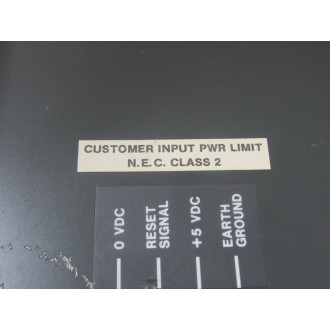 CUSTOMER INPUT PWR LIMIT
N.E.C. CLASS 2
0 VDC
RESET
SIGNAL
+5 VDC
EARTH
GROUND